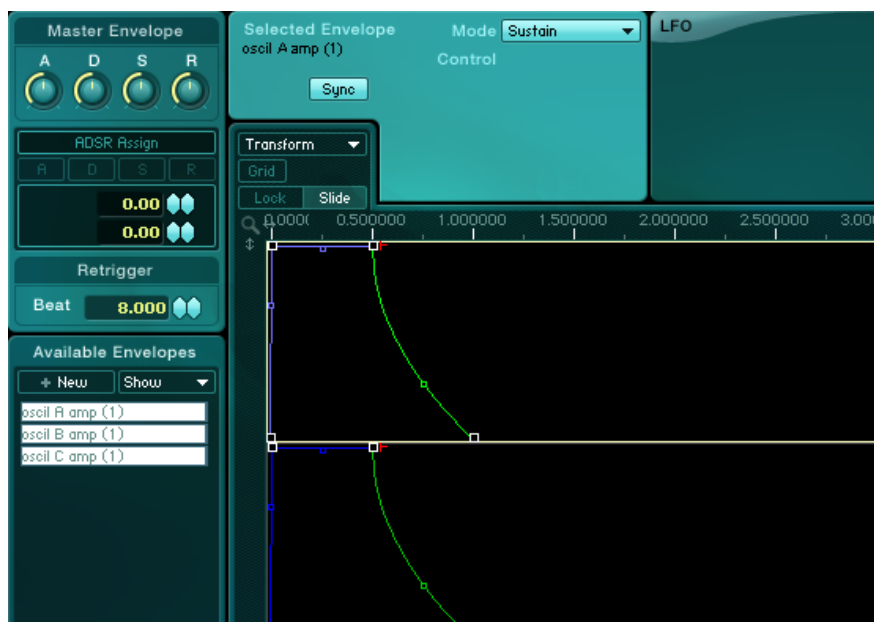 Master Envelope
A D S R
ADSR Assign
A D S R
0.00
0.00
Retrigger
Beat 8.000
Available Envelopes
+ New Show
oscil A amp (1)
oscil B amp (1)
oscil C amp (1)
Selected Envelope
oscil A amp (1)
Mode Sustain
Control
Sync
LFO
Transform
Grid
Lock Slide
0.500000 1.000000 1.500000 2.000000 2.500000 3.00